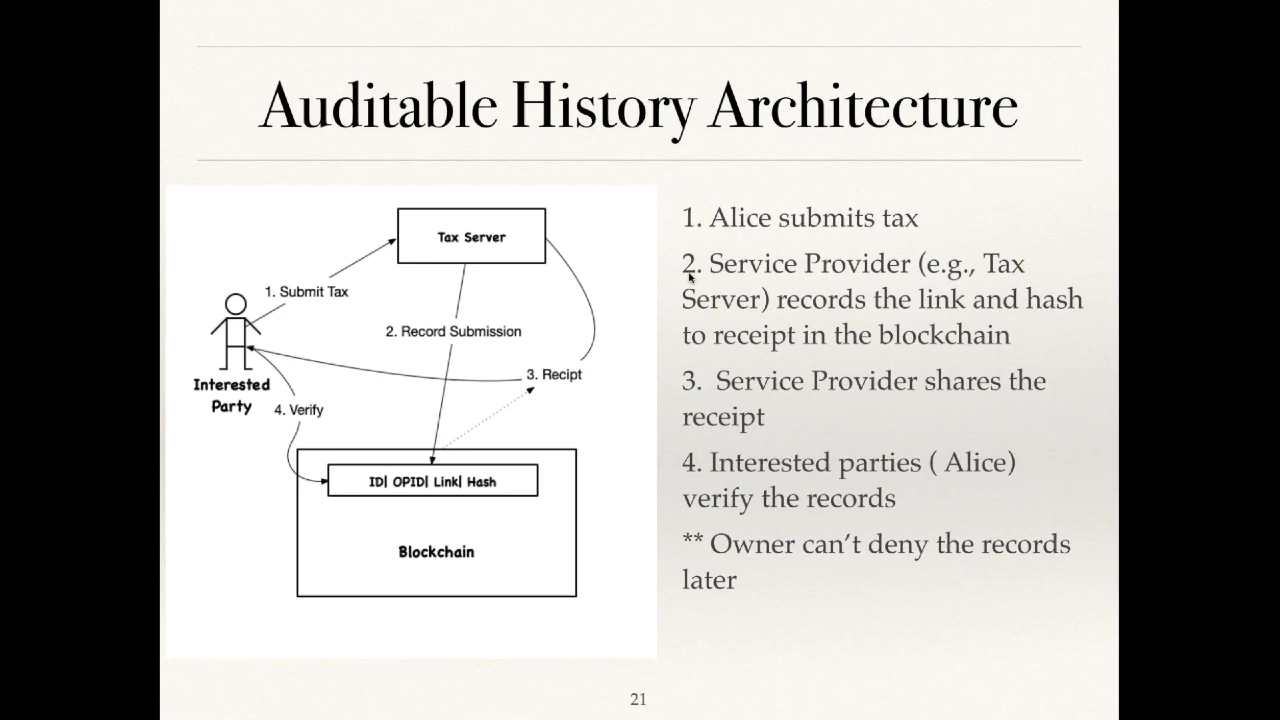 Auditable History Architecture
Tax Server
1. Submit Tax
2. Record Submission
3. Recipt
Interested
Party
4. Verify
ID| OPID| Link| Hash
Blockchain
1. Alice submits tax
2. Service Provider (e.g., Tax
Server) records the link and hash
to receipt in the blockchain
3. Service Provider shares the
receipt
4. Interested parties ( Alice)
verify the records
** Owner can’t deny the records
later
21